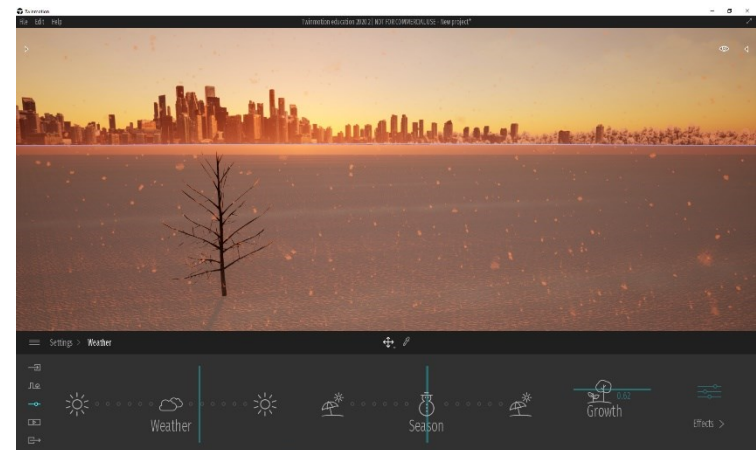 Twinmotion
File Edit Help
Twinmotion education 2020.2 | NOT FOR COMMERCIAL USE - New project*
Settings > Weather
0.62
Weather
Season
Growth
Effects >